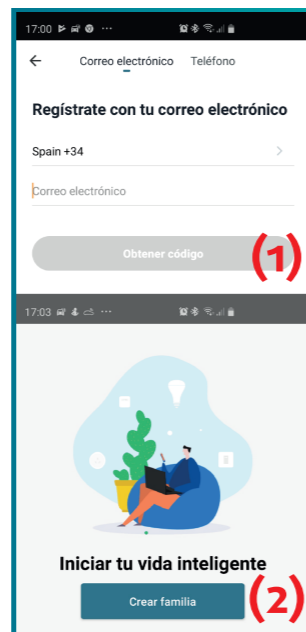 17:00
Correo electrónico Teléfono
Regístrate con tu correo electrónico
Spain +34
Correo electrónico
Obtener código
(1)
17:03
Iniciar tu vida inteligente
Crear familia
(2)